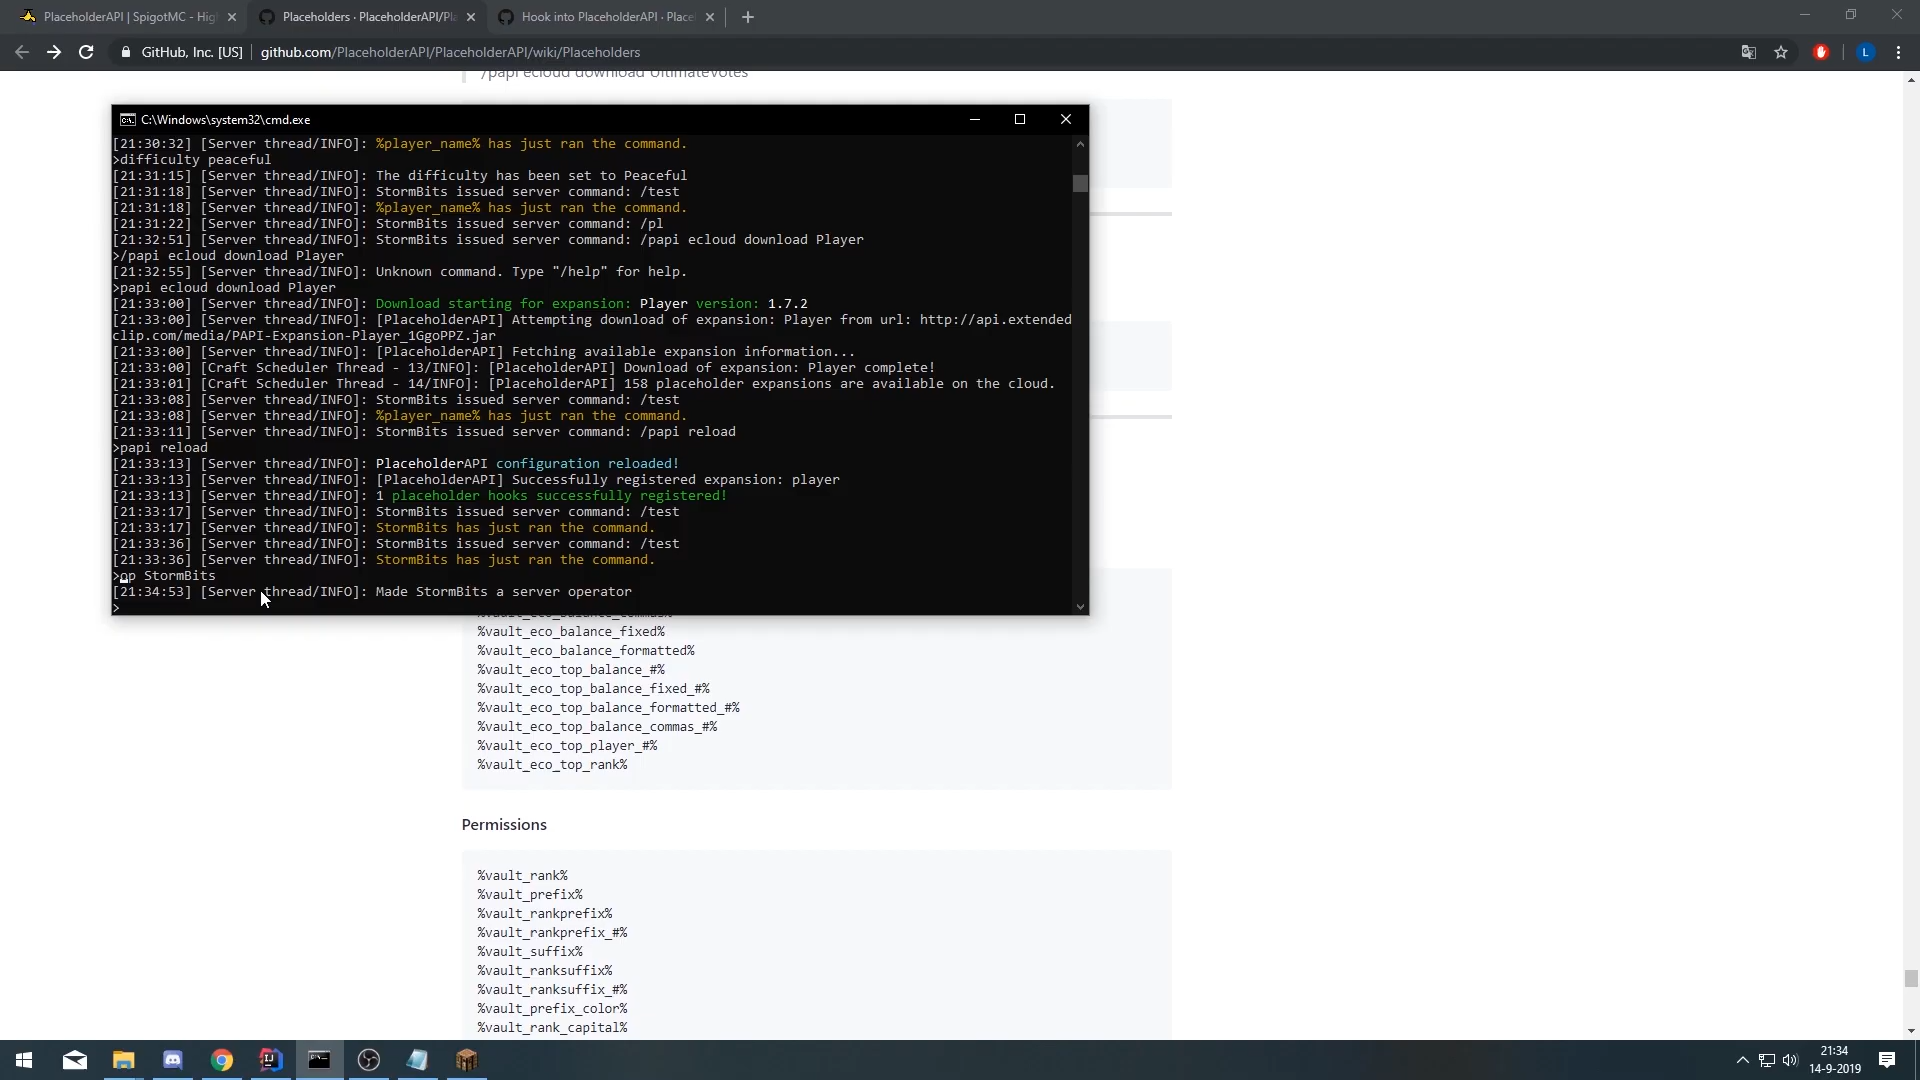 PlaceholderAPI | SpigotMC - Hig
Placeholders · PlaceholderAPI/Pla
Hook into PlaceholderAPI · Place
GitHub, Inc. [US]
github.com/PlaceholderAPI/PlaceholderAPI/wiki/Placeholders
L
/papi ecloud download UltimateVotes
C:\Windows\system32\cmd.exe
[21:30:32] [Server thread/INFO]: %player_name% has just ran the command.
>difficulty peaceful
[21:31:15] [Server thread/INFO]: The difficulty has been set to Peaceful
[21:31:18] [Server thread/INFO]: StormBits issued server command: /test
[21:31:18] [Server thread/INFO]: %player_name% has just ran the command.
[21:31:22] [Server thread/INFO]: StormBits issued server command: /pl
[21:32:51] [Server thread/INFO]: StormBits issued server command: /papi ecloud download Player
>/papi ecloud download Player
[21:32:55] [Server thread/INFO]: Unknown command. Type "/help" for help.
>papi ecloud download Player
[21:33:00] [Server thread/INFO]: Download starting for expansion: Player version: 1.7.2
[21:33:00] [Server thread/INFO]: [PlaceholderAPI] Attempting download of expansion: Player from url: http://api.extended
clip.com/media/PAPI-Expansion-Player_1GgoPPZ.jar
[21:33:00] [Server thread/INFO]: [PlaceholderAPI] Fetching available expansion information...
[21:33:00] [Craft Scheduler Thread - 13/INFO]: [PlaceholderAPI] Download of expansion: Player complete!
[21:33:01] [Craft Scheduler Thread - 14/INFO]: [PlaceholderAPI] 158 placeholder expansions are available on the cloud.
[21:33:08] [Server thread/INFO]: StormBits issued server command: /test
[21:33:08] [Server thread/INFO]: %player_name% has just ran the command.
[21:33:11] [Server thread/INFO]: StormBits issued server command: /papi reload
>papi reload
[21:33:13] [Server thread/INFO]: PlaceholderAPI configuration reloaded!
[21:33:13] [Server thread/INFO]: [PlaceholderAPI] Successfully registered expansion: player
[21:33:13] [Server thread/INFO]: 1 placeholder hooks successfully registered!
[21:33:17] [Server thread/INFO]: StormBits issued server command: /test
[21:33:17] [Server thread/INFO]: StormBits has just ran the command.
[21:33:36] [Server thread/INFO]: StormBits issued server command: /test
[21:33:36] [Server thread/INFO]: StormBits has just ran the command.
>op StormBits
[21:34:53] [Server thread/INFO]: Made StormBits a server operator
>
%vault_eco_balance_commas%
%vault_eco_balance_fixed%
%vault_eco_balance_formatted%
%vault_eco_top_balance_#%
%vault_eco_top_balance_fixed_#%
%vault_eco_top_balance_formatted_#%
%vault_eco_top_balance_commas_#%
%vault_eco_top_player_#%
%vault_eco_top_rank%
Permissions
%vault_rank%
%vault_prefix%
%vault_rankprefix%
%vault_rankprefix_#%
%vault_suffix%
%vault_ranksuffix%
%vault_ranksuffix_#%
%vault_prefix_color%
%vault_rank_capital%
21:34
14-9-2019